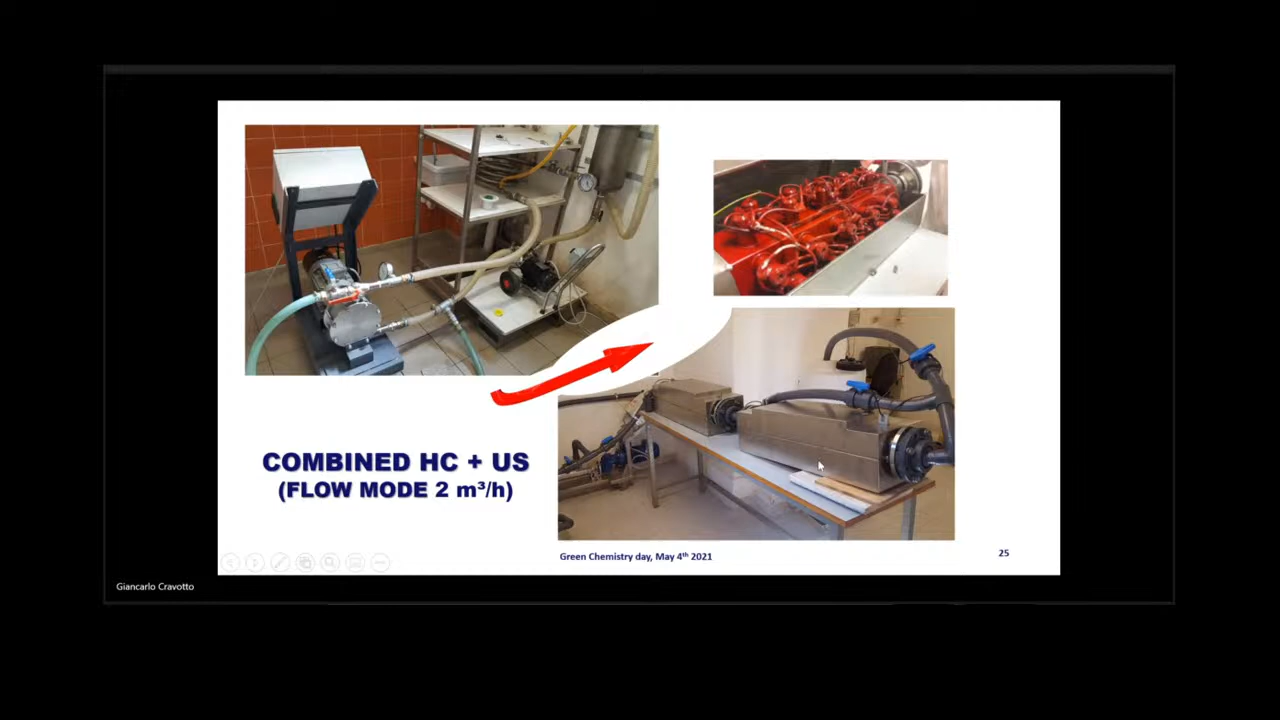 COMBINED HC + US
(FLOW MODE 2 m³/h)
Green Chemistry day, May 4th 2021
25
Giancarlo Cravotto